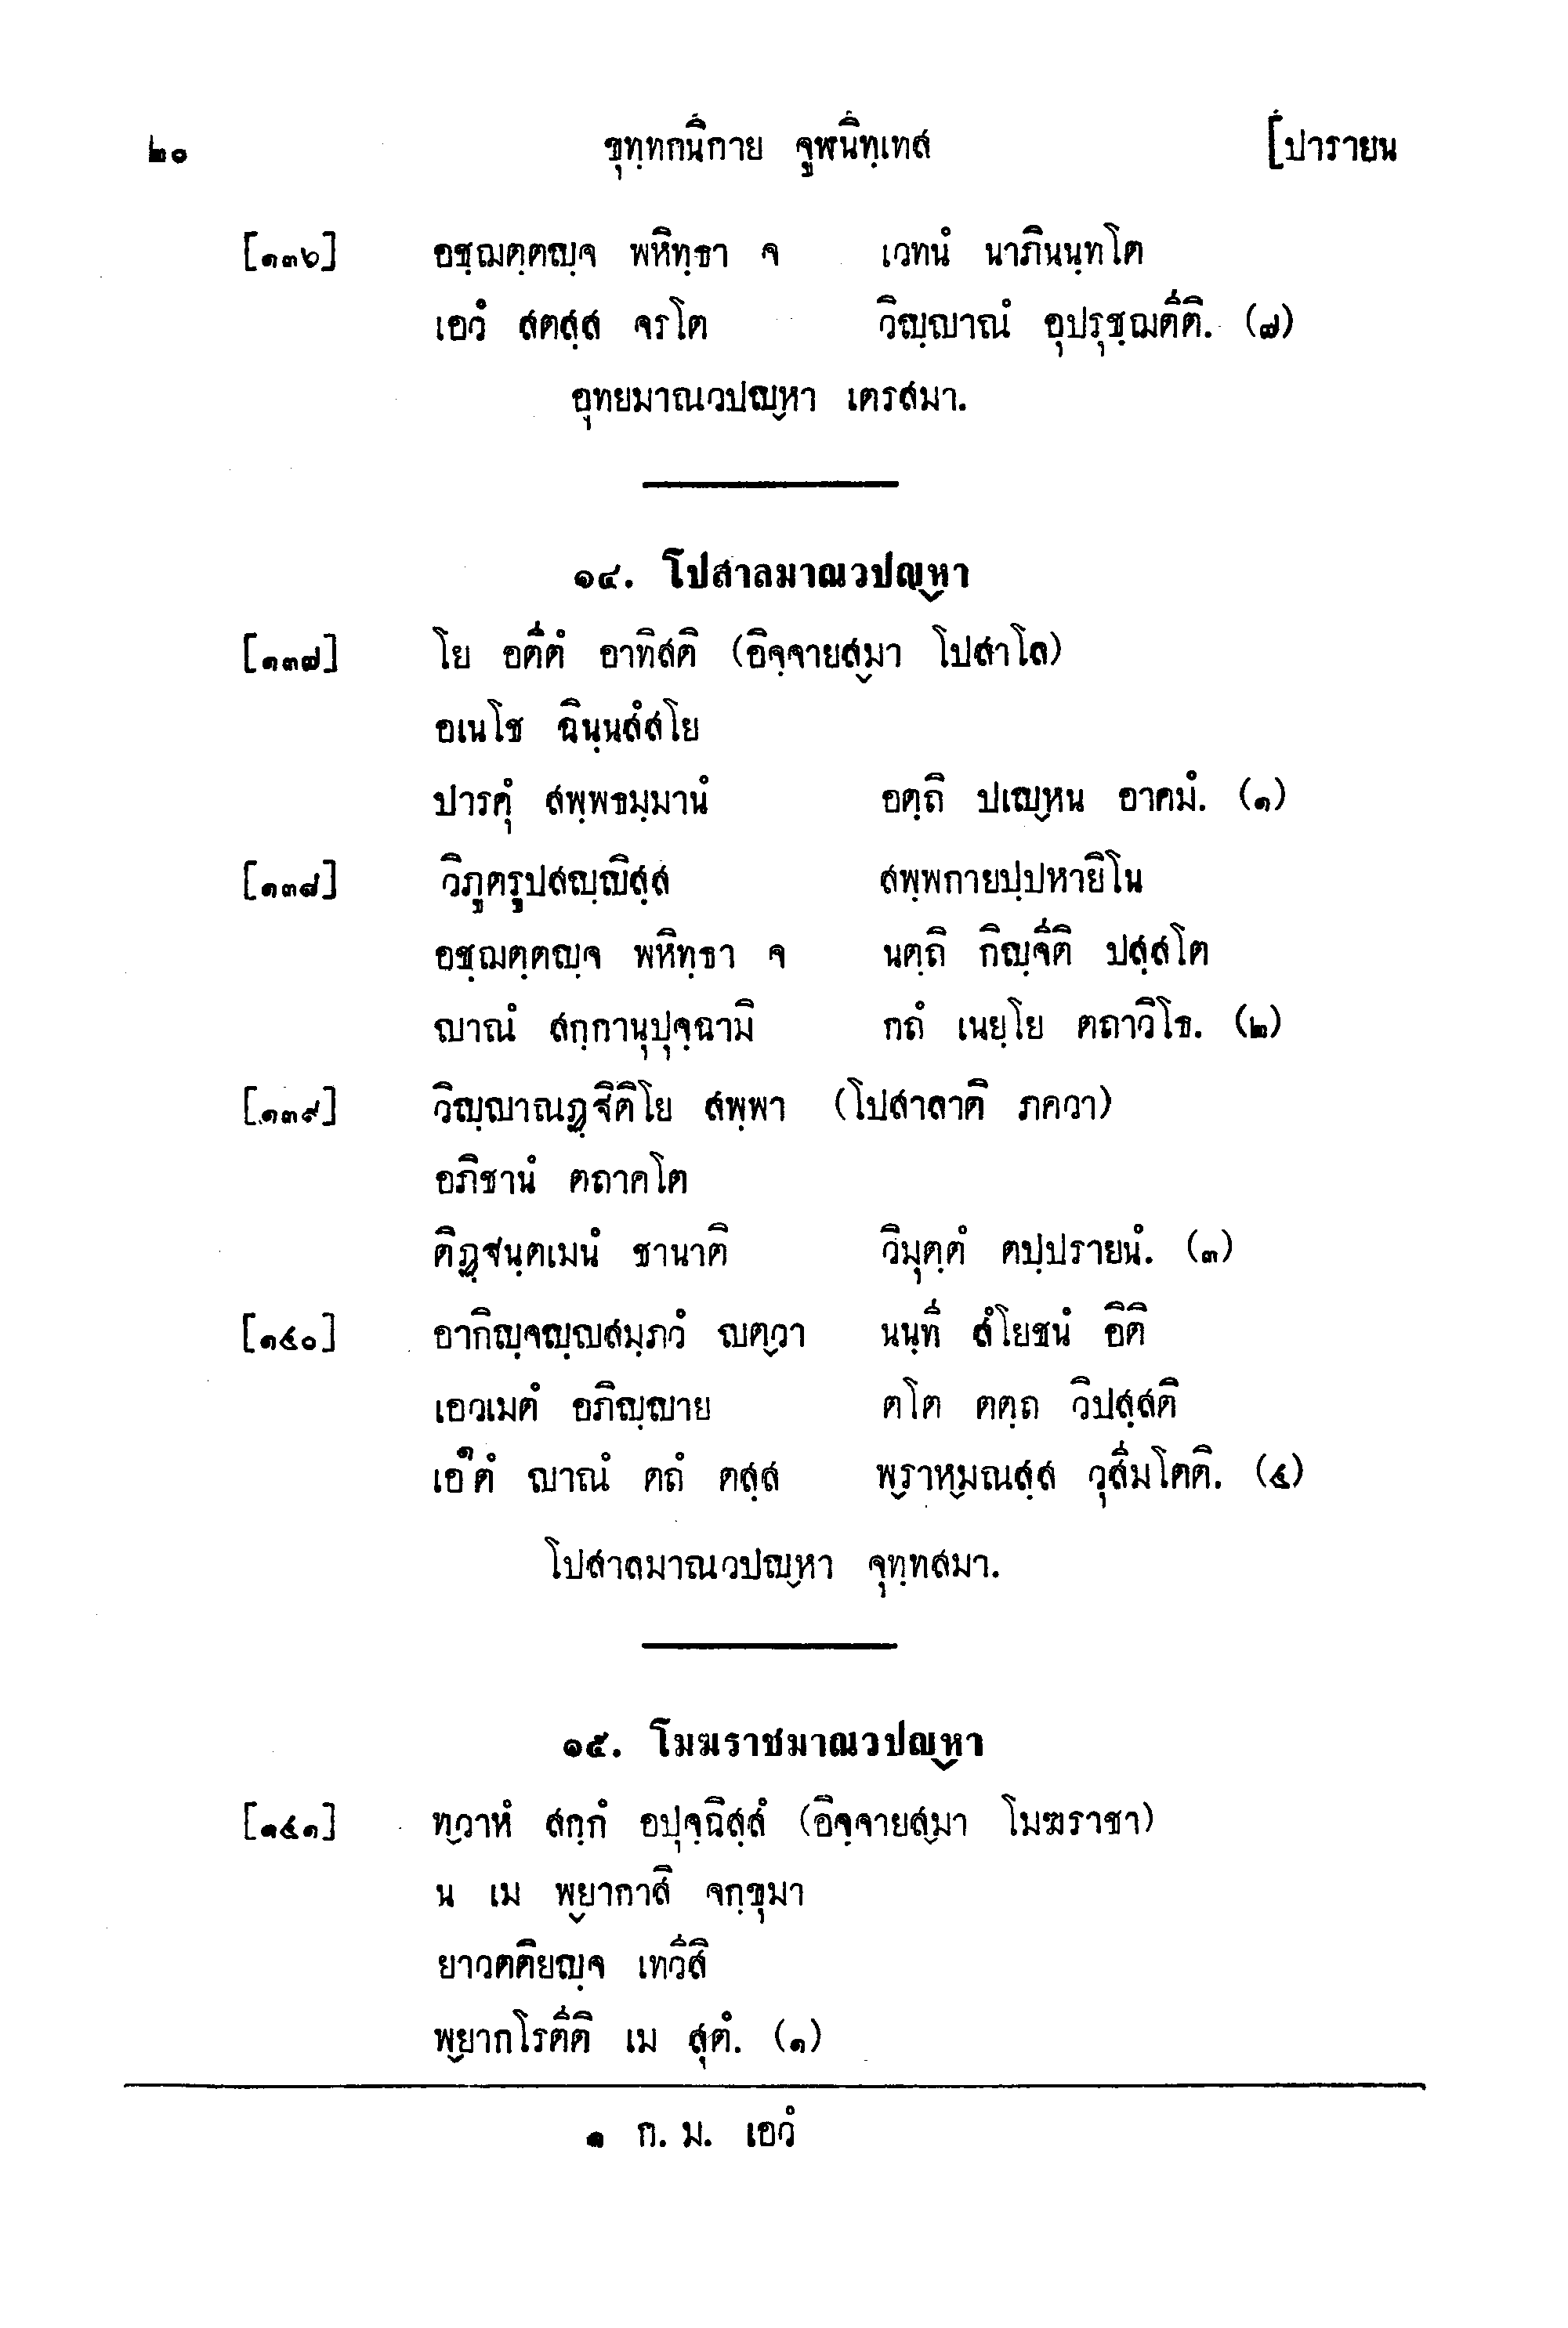 ๒๐ ขุทฺทกนิกาย จูฬนิทฺเทส [ปารายน
[๑๓๖] อชฺฌตฺตญฺจ พหิทฺธา จ เวทนํ นาภินนฺทโต
เอวํ สตสฺส จรโต วิญฺญาณํ อุปรุชฺฌตีติ. (๗)
อุทยมาณวปญฺหา เตรสมา.
๑๔. โปสาลมาณวปญฺหา
[๑๓๗] โย อตีตํ อาทิสติ (อิจฺจายสฺมา โปสาโล)
อเนโช ฉินฺนสํสโย
ปารคุํ สพฺพธมฺมานํ อตฺถิ ปเญฺหน อาคมํ. (๑)
[๑๓๘] วิภูตรูปสญฺญิสฺส สพฺพกายปฺปหายิโน
อชฺฌตฺตญฺจ พหิทฺธา จ นตฺถิ กิญฺจีติ ปสฺสโต
ญาณํ สกฺกานุปุจฺฉามิ กถํ เนยฺโย ตถาวิโธ. (๒)
[๑๓๙] วิญฺญาณฏฺฐิติโย สพฺพา (โปสาลาติ ภควา)
อภิชานํ ตถาคโต
ติฏฺฐนฺตเมนํ ชานาติ วิมุตฺตํ ตปฺปรายนํ. (๓)
[๑๔๐] อากิญฺจญฺญสมฺภวํ ญตฺวา นนฺทิํ สํโยชนํ อิติ
เอวเมตํ อภิญฺญาย ตโต ตตฺถ วิปสฺสติ
เอ๑ตํ ญาณํ ตถํ ตสฺส พฺราหฺมณสฺส วุสีมโตติ. (๔)
โปสาลมาณวปญฺหา จุทฺทสมา.
๑๕. โมฆราชมาณวปญฺหา
[๑๔๑] ทฺวาหํ สกฺกํ อปุจฺฉิสฺสํ (อิจฺจายสฺมา โมฆราชา)
น เม พฺยากาสิ จกฺขุมา
ยาวตติยญฺจ เทวีสิ
พฺยากโรตีติ เม สุตํ. (๑)
๑ ก. ม. เอวํ